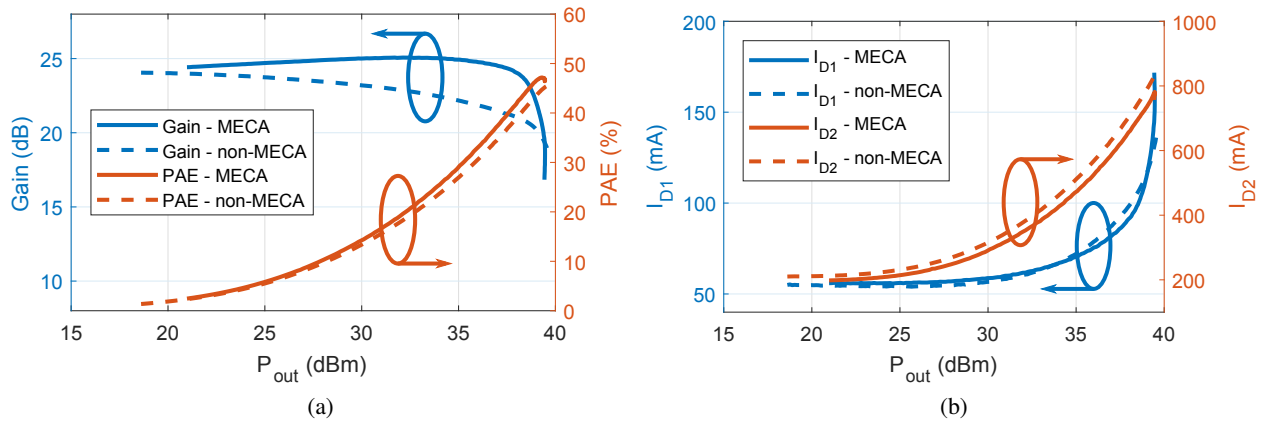 25
20
15
10
Gain (dB)
60
50
40
30
20
10
0
PAE (%)
Gain - MECA
Gain - non-MECA
PAE - MECA
PAE - non-MECA
15 20 25 30 35 40
P_out (dBm)
(a)
200
150
100
50
I_D1 (mA)
1000
800
600
400
200
I_D2 (mA)
I_D1 - MECA
I_D1 - non-MECA
I_D2 - MECA
I_D2 - non-MECA
15 20 25 30 35 40
P_out (dBm)
(b)